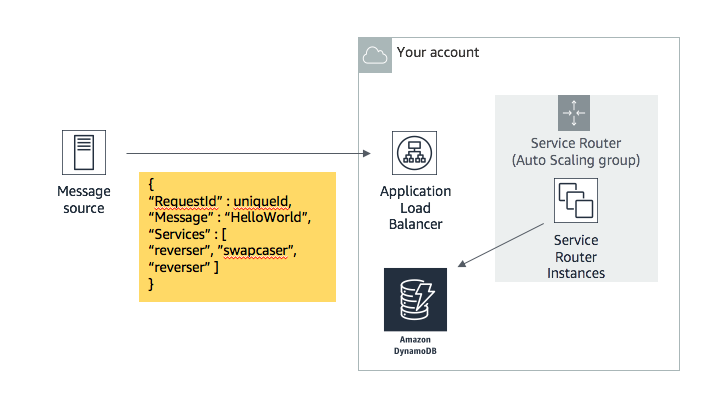 Your account
Message
source
{
“RequestId” : uniqueId,
“Message” : “HelloWorld”,
“Services” : [
“reverser”, ”swapcaser”,
“reverser” ]
}
Application
Load
Balancer
Service Router
(Auto Scaling group)
Service
Router
Instances
Amazon
DynamoDB